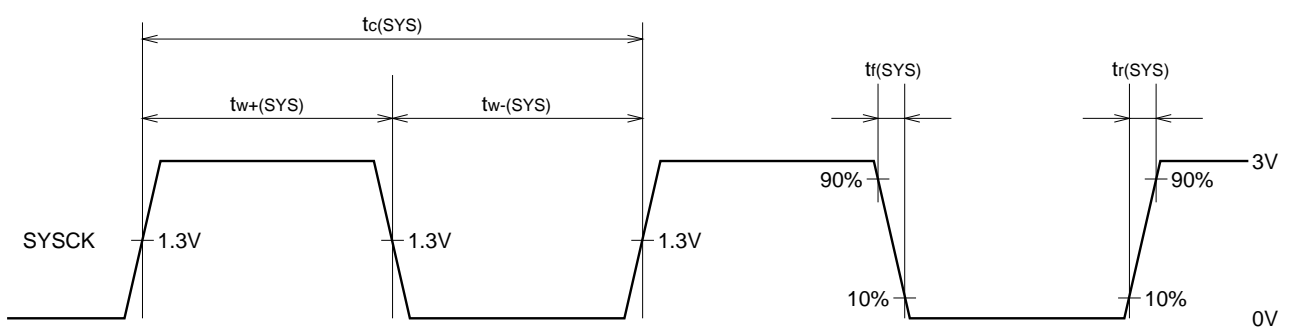 tc(SYS)
tf(SYS)
tr(SYS)
tw+(SYS)
tw-(SYS)
3V
90%
90%
SYSCK
1.3V
1.3V
1.3V
10%
10%
0V